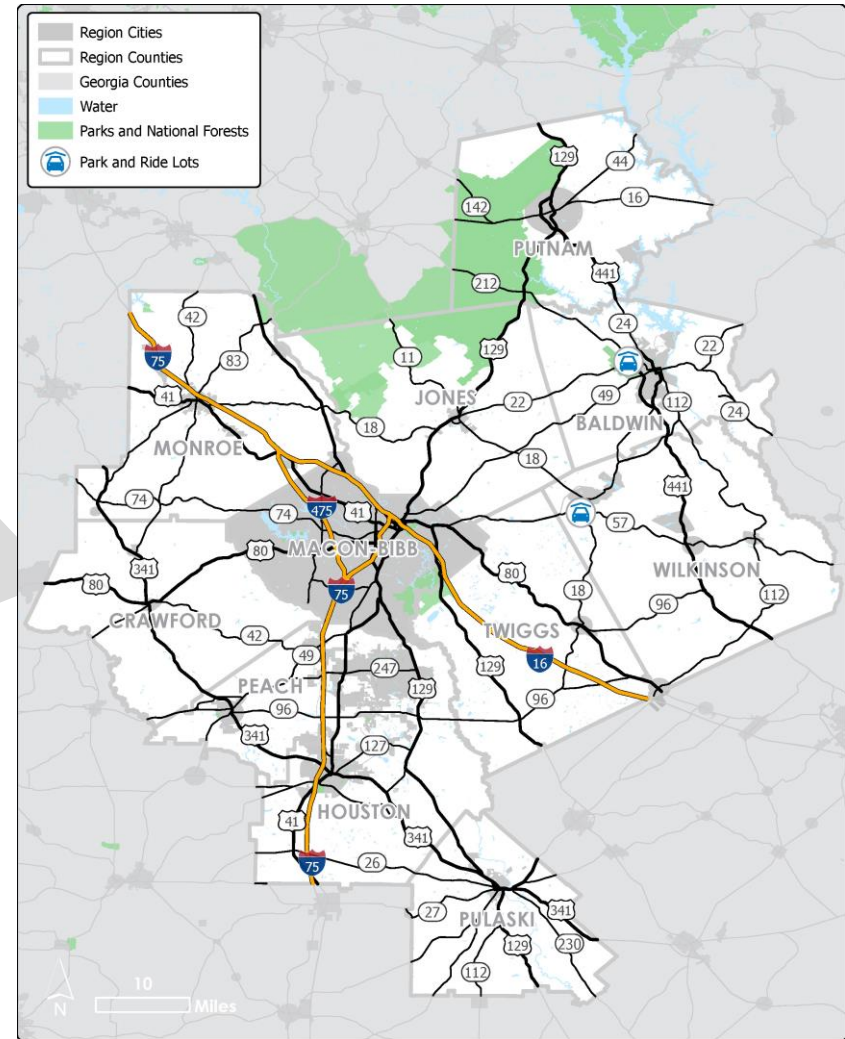 Region Cities
Region Counties
Georgia Counties
Water
Parks and National Forests
Park and Ride Lots
129
44
142
16
PUTNAM
441
212
42
24
75
83
11
129
22
41
JONES
22
49
112
BALDWIN
24
MONROE
18
18
441
74
475
74
41
57
MACON-BIBB
80
341
80
WILKINSON
80
75
18
96
112
CRAWFORD
TWIGGS
42
49
129
16
247
PEACH
129
96
96
341
127
HOUSTON
41
341
75
26
27
341
PULASKI
129
230
112
10
Miles
N